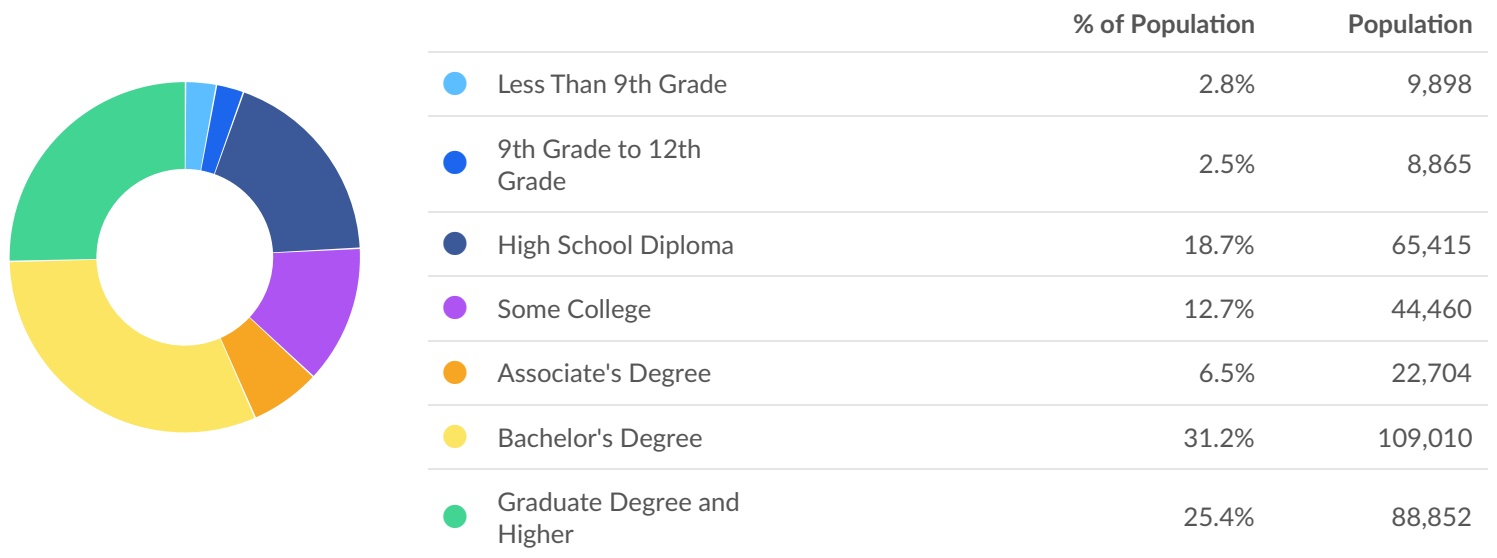 % of Population Population
Less Than 9th Grade 2.8% 9,898
9th Grade to 12th
Grade 2.5% 8,865
High School Diploma 18.7% 65,415
Some College 12.7% 44,460
Associate's Degree 6.5% 22,704
Bachelor's Degree 31.2% 109,010
Graduate Degree and
Higher 25.4% 88,852